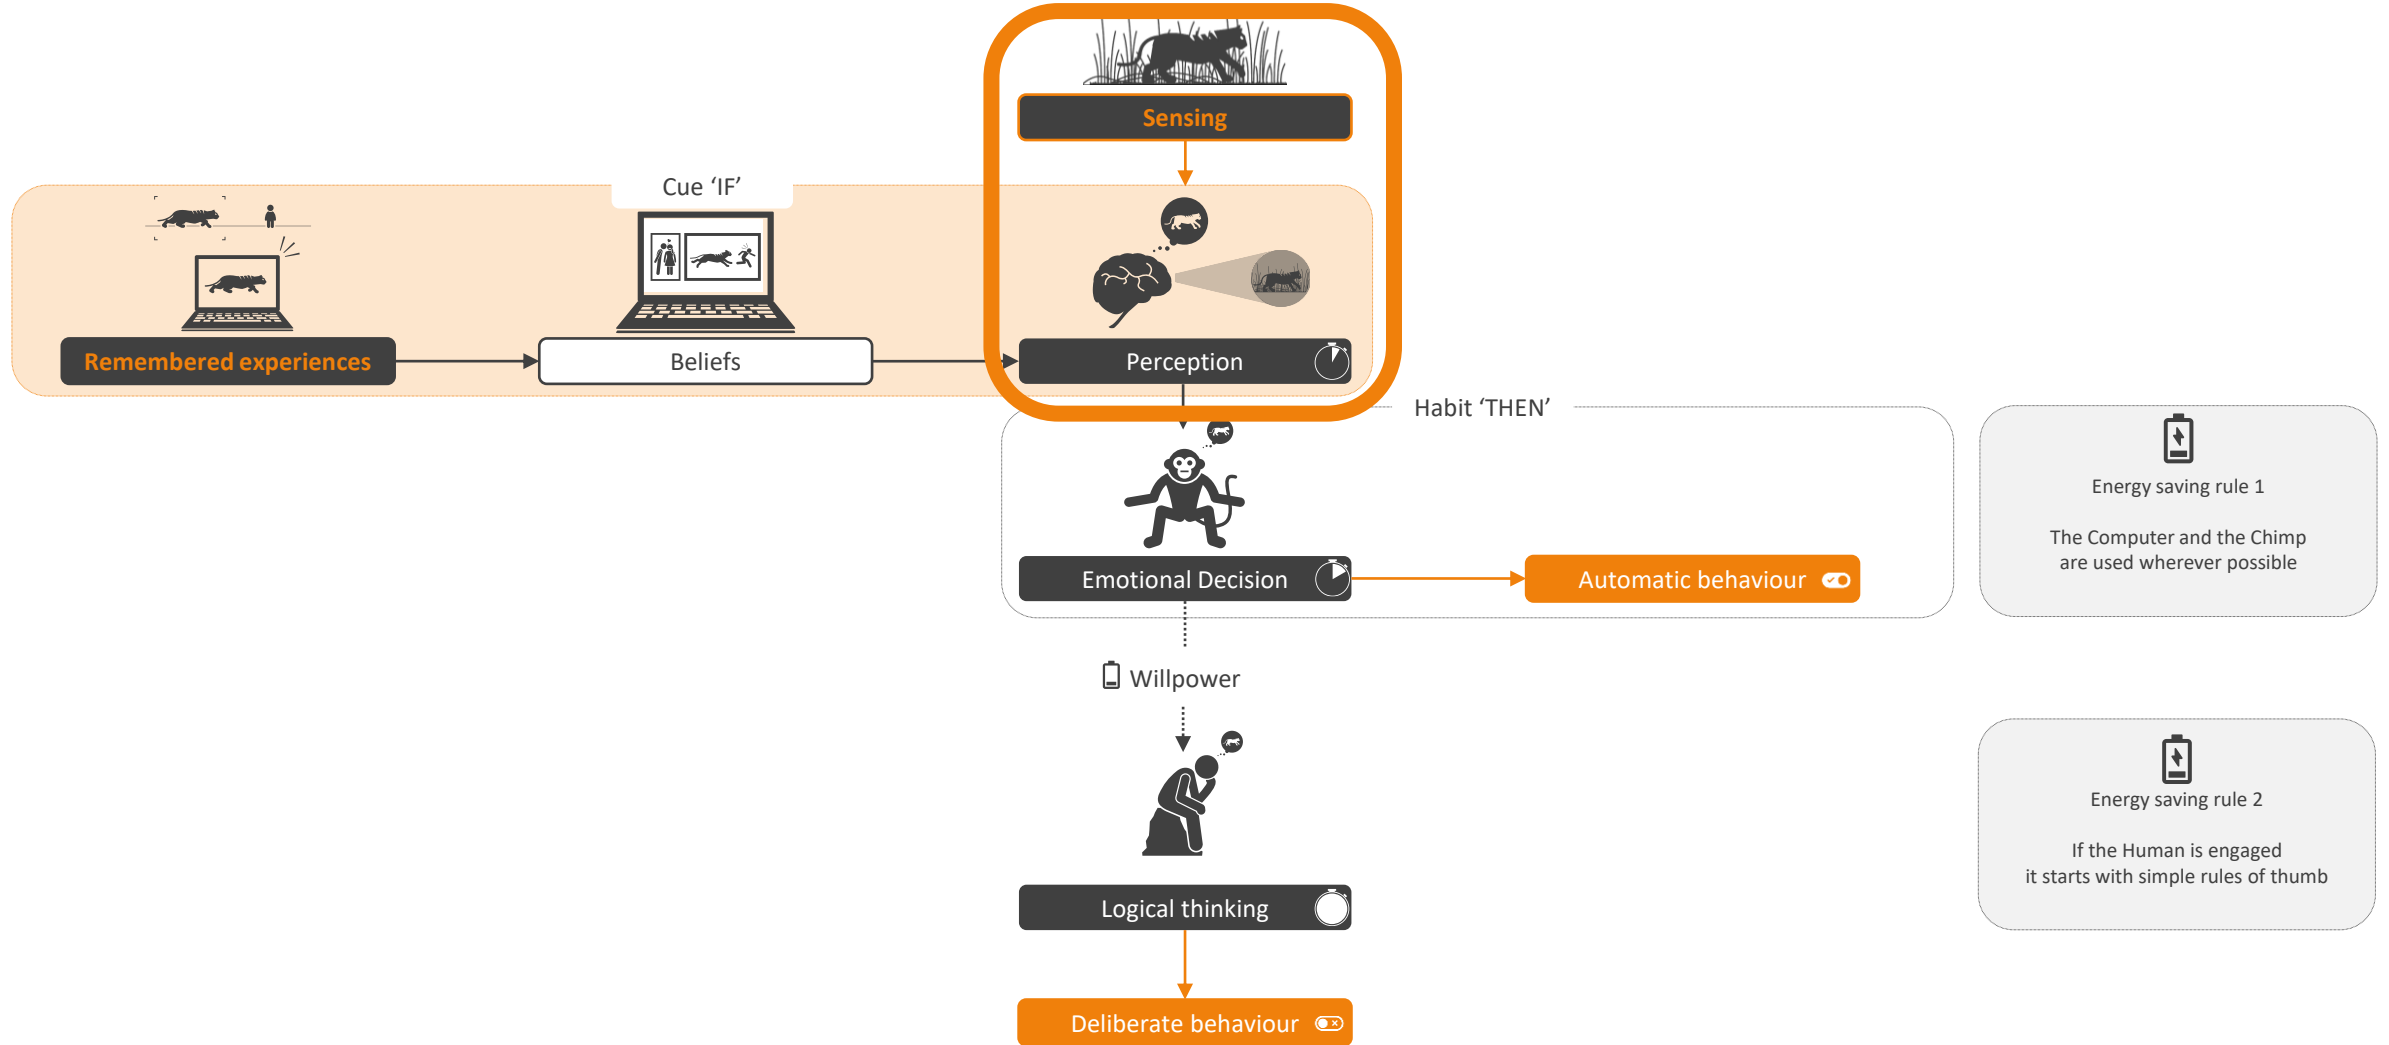 Sensing
Cue ‘IF’
Remembered experiences
Beliefs
Perception
Habit ‘THEN’
Energy saving rule 1
The Computer and the Chimp
are used wherever possible
Emotional Decision
Automatic behaviour
Willpower
Energy saving rule 2
If the Human is engaged
it starts with simple rules of thumb
Logical thinking
Deliberate behaviour